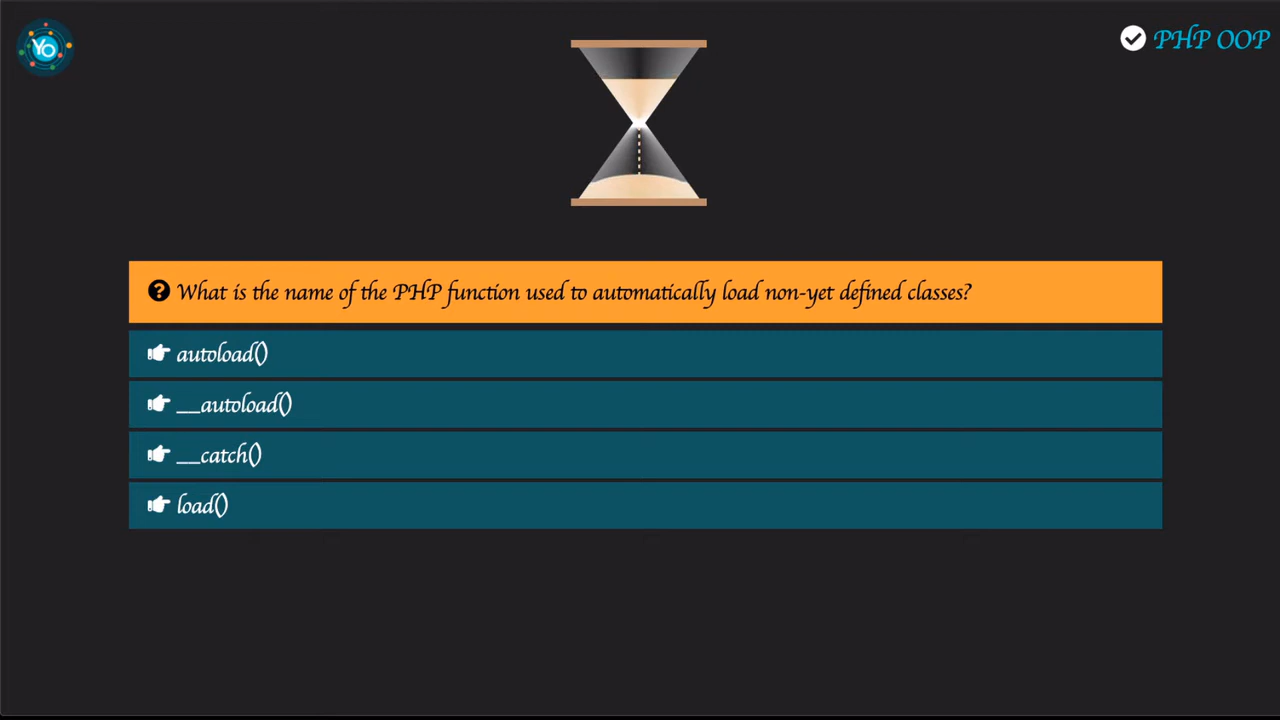 YO
PHP OOP
What is the name of the PHP function used to automatically load non-yet defined classes?
autoload()
__autoload()
__catch()
load()